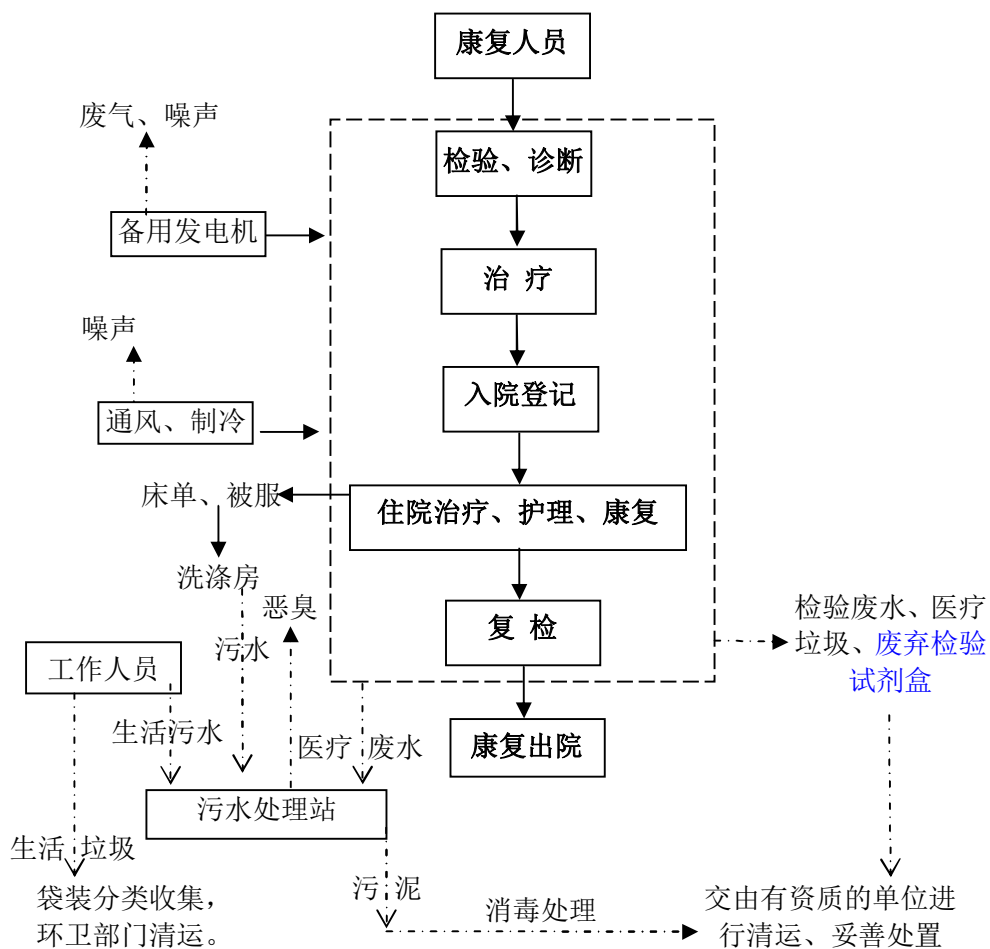 康复人员
废气、噪声
检验、诊断
备用发电机
治 疗
噪声
入院登记
通风、制冷
床单、被服
住院治疗、护理、康复
洗涤房
恶臭
检验废水、医疗
垃圾、废弃检验
试剂盒
复 检
污水
工作人员
生活污水
医疗 废水
康复出院
污水处理站
生活 垃圾
袋装分类收集，
环卫部门清运。
污 泥
消毒处理
交由有资质的单位进
行清运、妥善处置